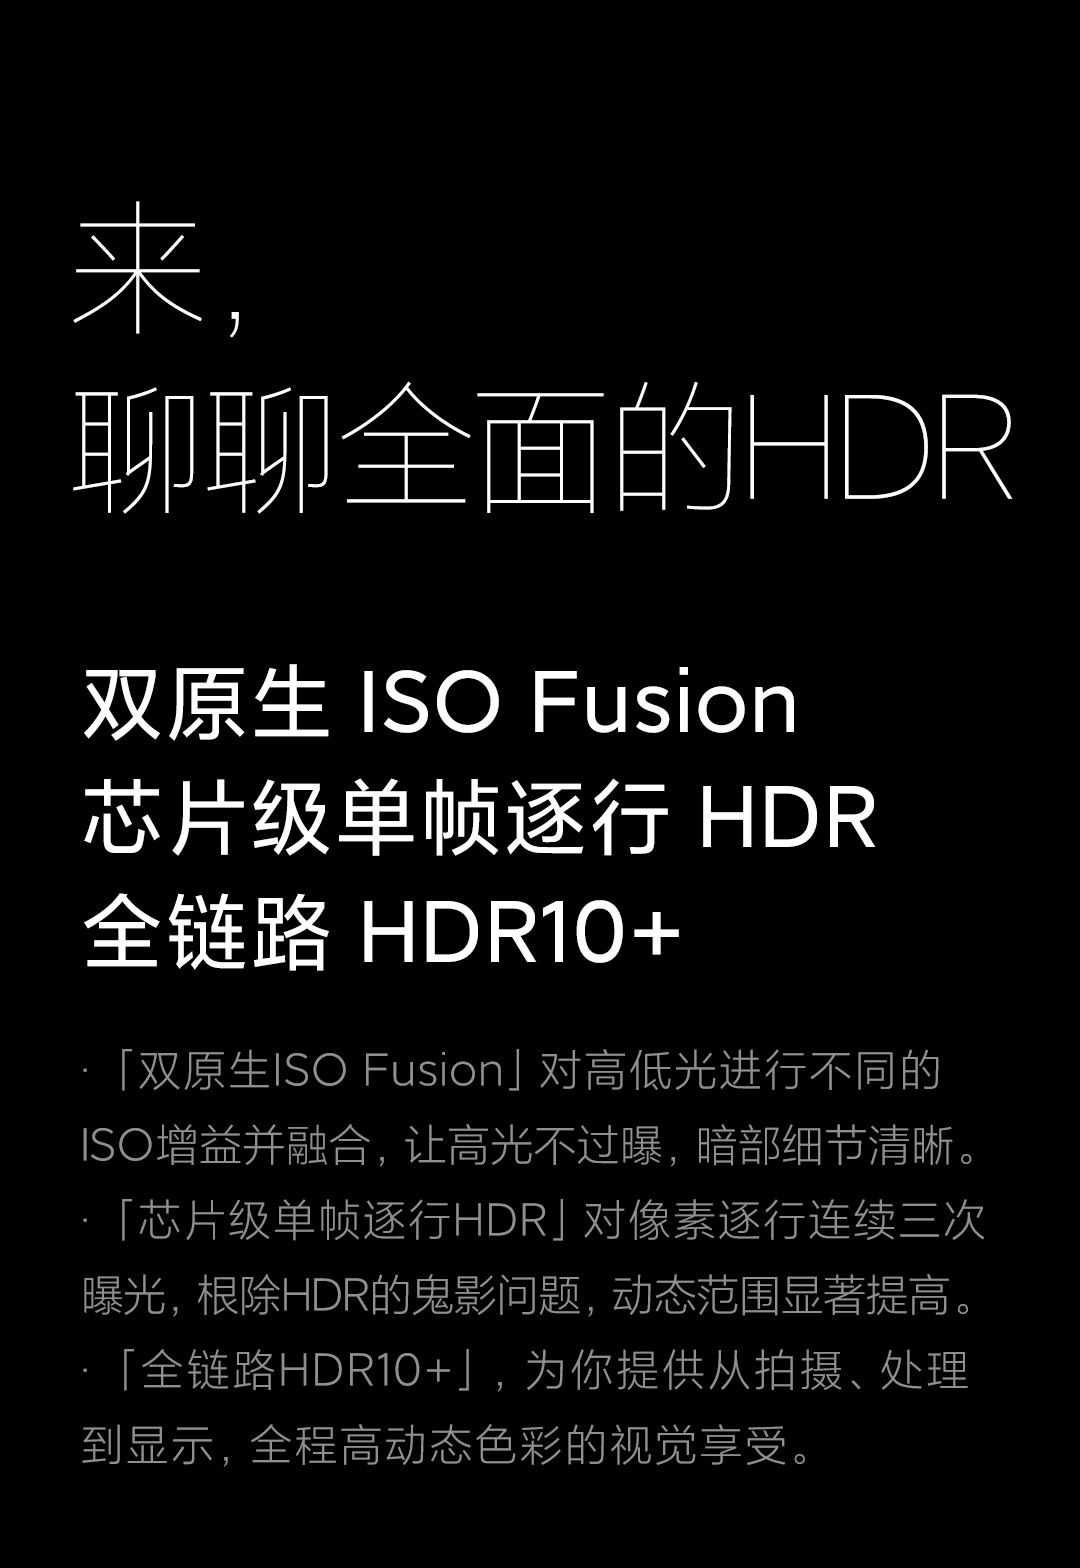 来，
聊聊全面的HDR
双原生 ISO Fusion
芯片级单帧逐行 HDR
全链路 HDR10+
·「双原生ISO Fusion」对高低光进行不同的
ISO增益并融合，让高光不过曝，暗部细节清晰。
·「芯片级单帧逐行HDR」对像素逐行连续三次
曝光，根除HDR的鬼影问题，动态范围显著提高。
·「全链路HDR10+」，为你提供从拍摄、处理
到显示，全程高动态色彩的视觉享受。